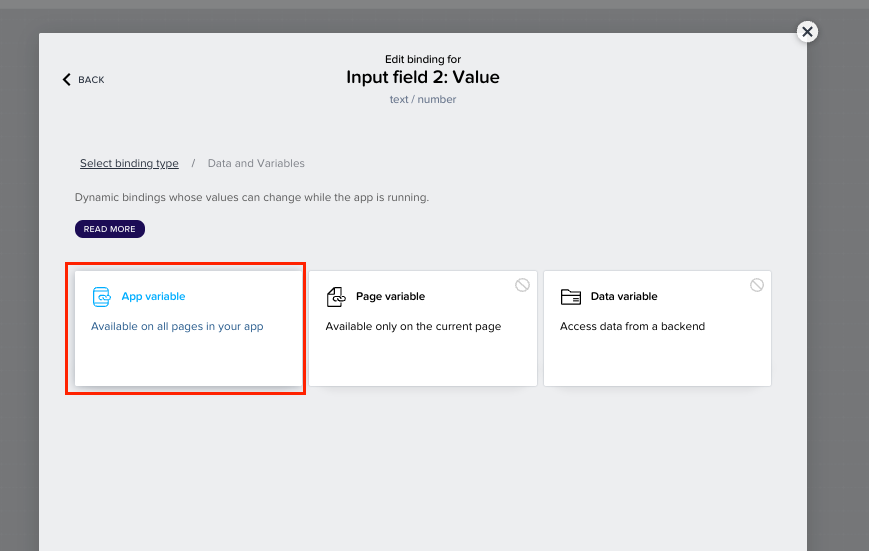 Edit binding for
BACK
Input field 2: Value
text / number
Select binding type / Data and Variables
Dynamic bindings whose values can change while the app is running.
READ MORE
App variable
Available on all pages in your app
Page variable
Available only on the current page
Data variable
Access data from a backend